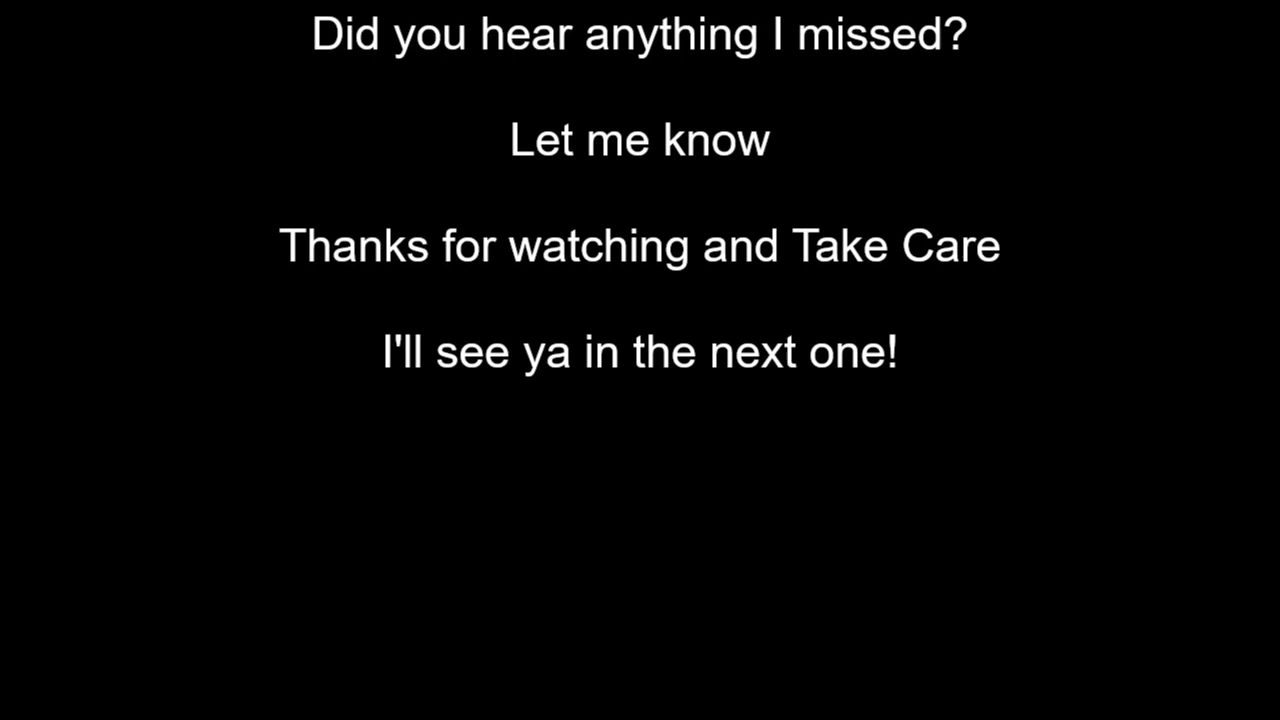 Did you hear anything I missed?
Let me know
Thanks for watching and Take Care
I'll see ya in the next one!